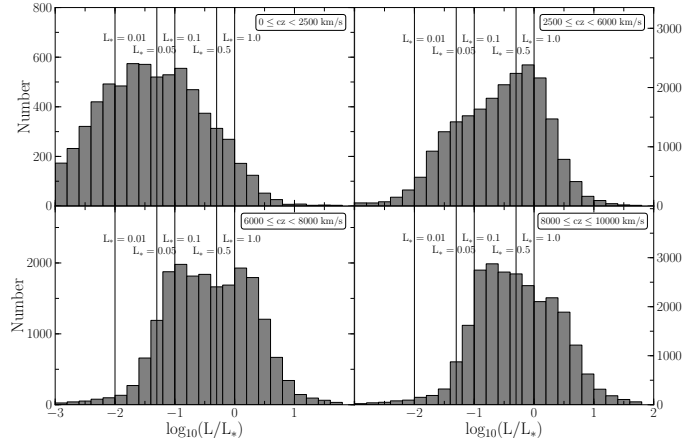 800
600
400
200
0
Number
0 ≤ cz < 2500 km/s
L* = 0.01
L* = 0.1
L* = 1.0
L* = 0.05
L* = 0.5
2500 ≤ cz < 6000 km/s
L* = 0.01
L* = 0.1
L* = 1.0
L* = 0.05
L* = 0.5
3000
2000
1000
0
2000
1000
0
Number
6000 ≤ cz < 8000 km/s
L* = 0.01
L* = 0.1
L* = 1.0
L* = 0.05
L* = 0.5
8000 ≤ cz ≤ 10000 km/s
L* = 0.01
L* = 0.1
L* = 1.0
L* = 0.05
L* = 0.5
3000
2000
1000
0
−3 −2 −1 0 1
−2 −1 0 1 2
log₁₀(L/L*)
log₁₀(L/L*)